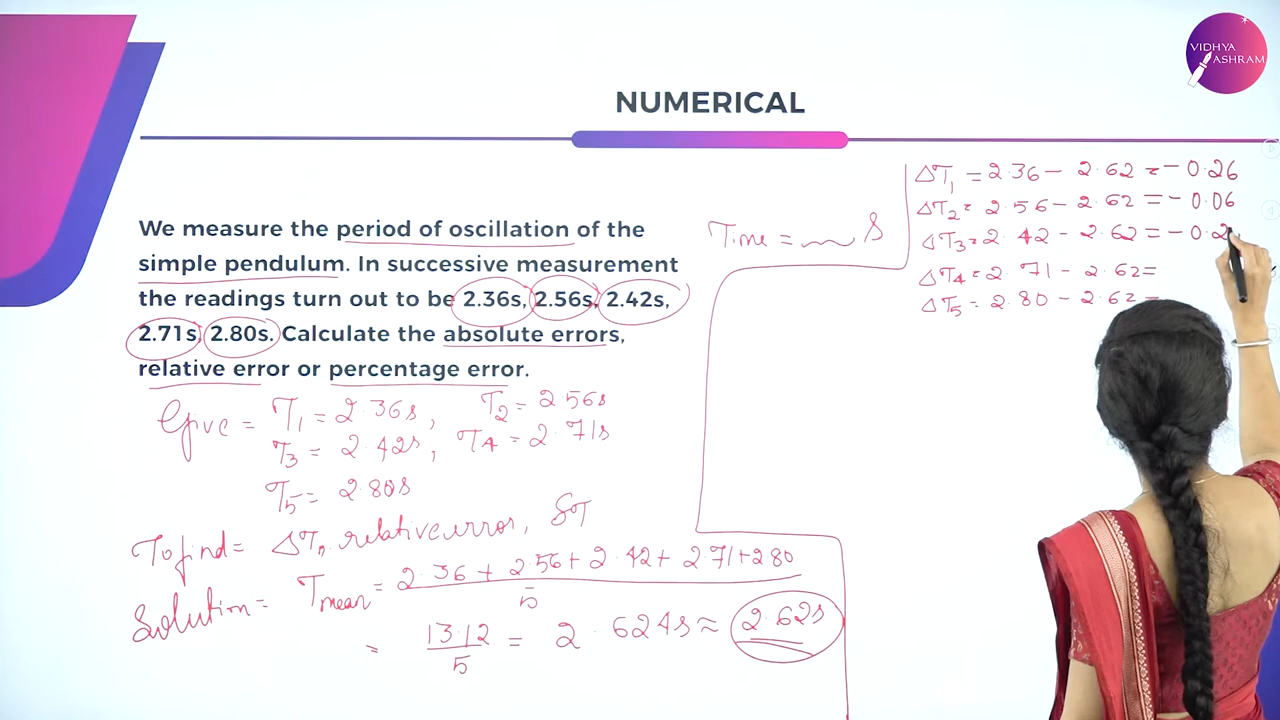 VIDHYA
ASHRAM
NUMERICAL
We measure the period of oscillation of the
simple pendulum. In successive measurement
the readings turn out to be 2.36s, 2.56s, 2.42s,
2.71s, 2.80s. Calculate the absolute errors,
relative error or percentage error.
Give = T1 = 2.36s, T2 = 2.56s
T3 = 2.42s, T4 = 2.71s
T5 = 2.80s
To find = ΔT, relative error, δT
Solution = Tmean = 2.36 + 2.56 + 2.42 + 2.71 + 280
5
= 13.12 / 5 = 2.624s ≈ 2.62s
Time = S
ΔT1 = 2.36 - 2.62 = - 0.26
ΔT2 = 2.56 - 2.62 = - 0.06
ΔT3 = 2.42 - 2.62 = - 0.2
ΔT4 = 2.71 - 2.62 =
ΔT5 = 2.80 - 2.62 =